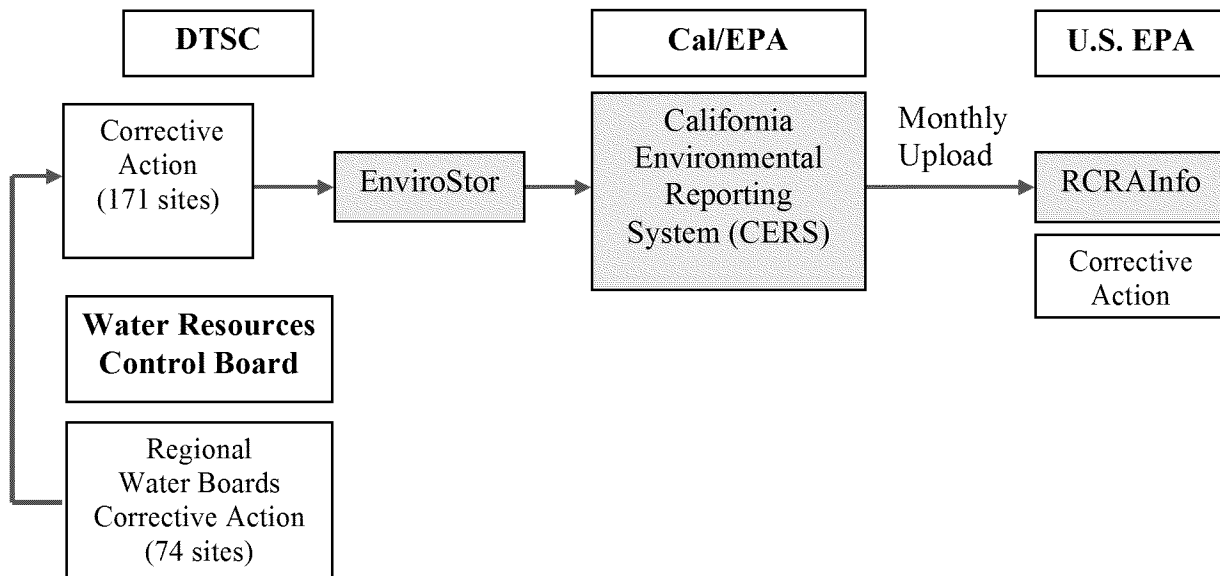 DTSC
Cal/EPA
U.S. EPA
Corrective
Action
(171 sites)
EnviroStor
California
Environmental
Reporting
System (CERS)
Monthly
Upload
RCRAInfo
Corrective
Action
Water Resources
Control Board
Regional
Water Boards
Corrective Action
(74 sites)